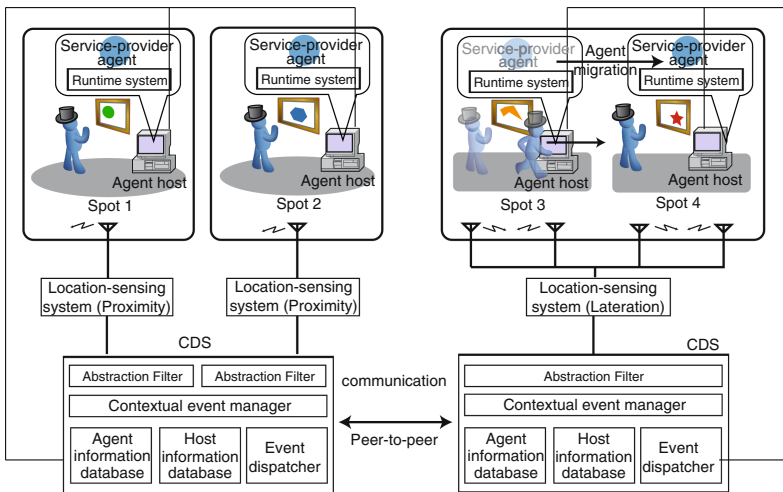 Service-provider
agent
Runtime system
Agent host
Spot 1
Service-provider
agent
Runtime system
Agent host
Spot 2
Service-provider
agent
Runtime system
Agent
migration
Agent host
Spot 3
Service-provider
agent
Runtime system
Agent host
Spot 4
Location-sensing
system (Proximity)
Location-sensing
system (Proximity)
Location-sensing
system (Lateration)
CDS
Abstraction Filter
Abstraction Filter
Contextual event manager
Agent
information
database
Host
information
database
Event
dispatcher
communication
Peer-to-peer
CDS
Abstraction Filter
Contextual event manager
Agent
information
database
Host
information
database
Event
dispatcher